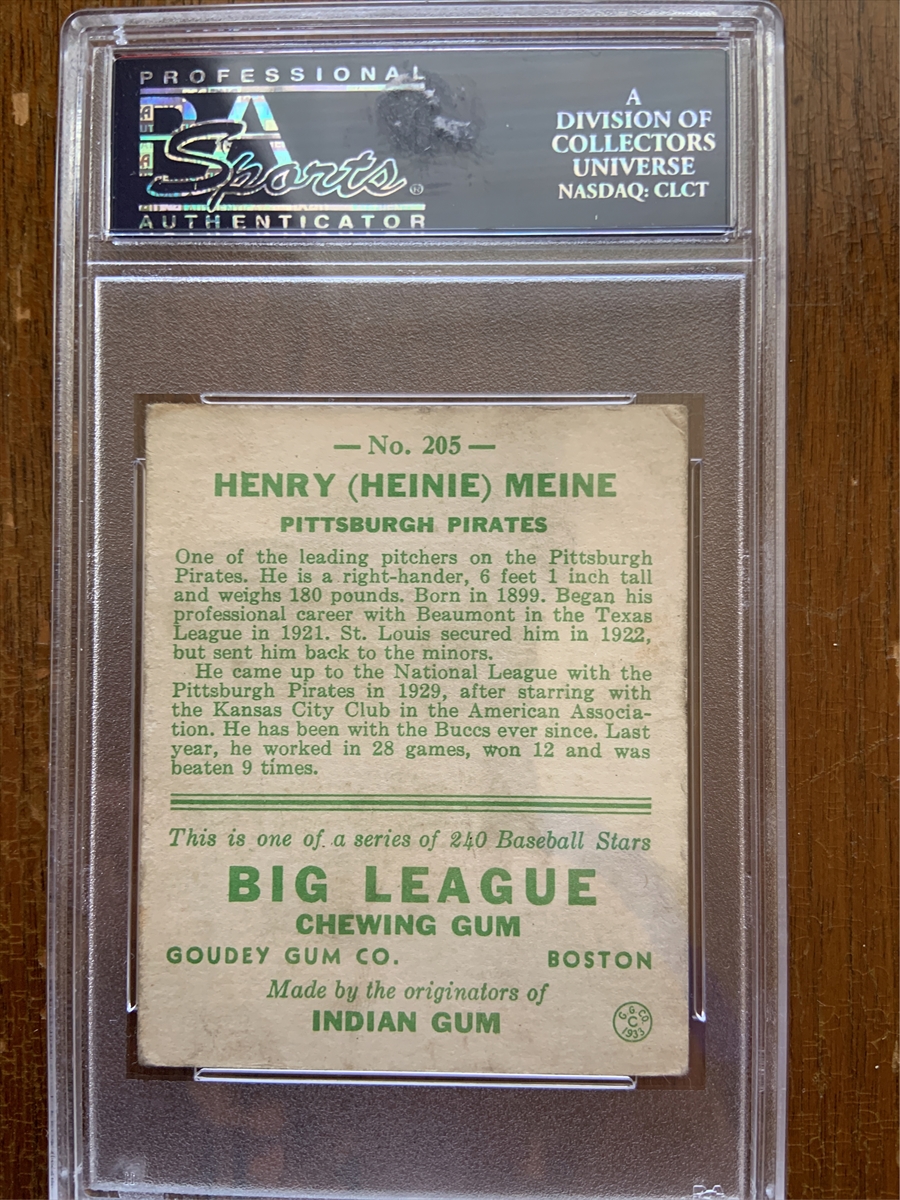 PROFESSIONAL
Sports®
AUTHENTICATOR
A
DIVISION OF
COLLECTORS
UNIVERSE
NASDAQ: CLCT
— No. 205 —
HENRY (HEINIE) MEINE
PITTSBURGH PIRATES
One of the leading pitchers on the Pittsburgh
Pirates. He is a right-hander, 6 feet 1 inch tall
and weighs 180 pounds. Born in 1899. Began his
professional career with Beaumont in the Texas
League in 1921. St. Louis secured him in 1922,
but sent him back to the minors.
He came up to the National League with the
Pittsburgh Pirates in 1929, after starring with
the Kansas City Club in the American Associa-
tion. He has been with the Buccs ever since. Last
year, he worked in 28 games, won 12 and was
beaten 9 times.
This is one of a series of 240 Baseball Stars
BIG LEAGUE
CHEWING GUM
GOUDEY GUM CO. BOSTON
Made by the originators of
INDIAN GUM
G. G. CO.
C
1933